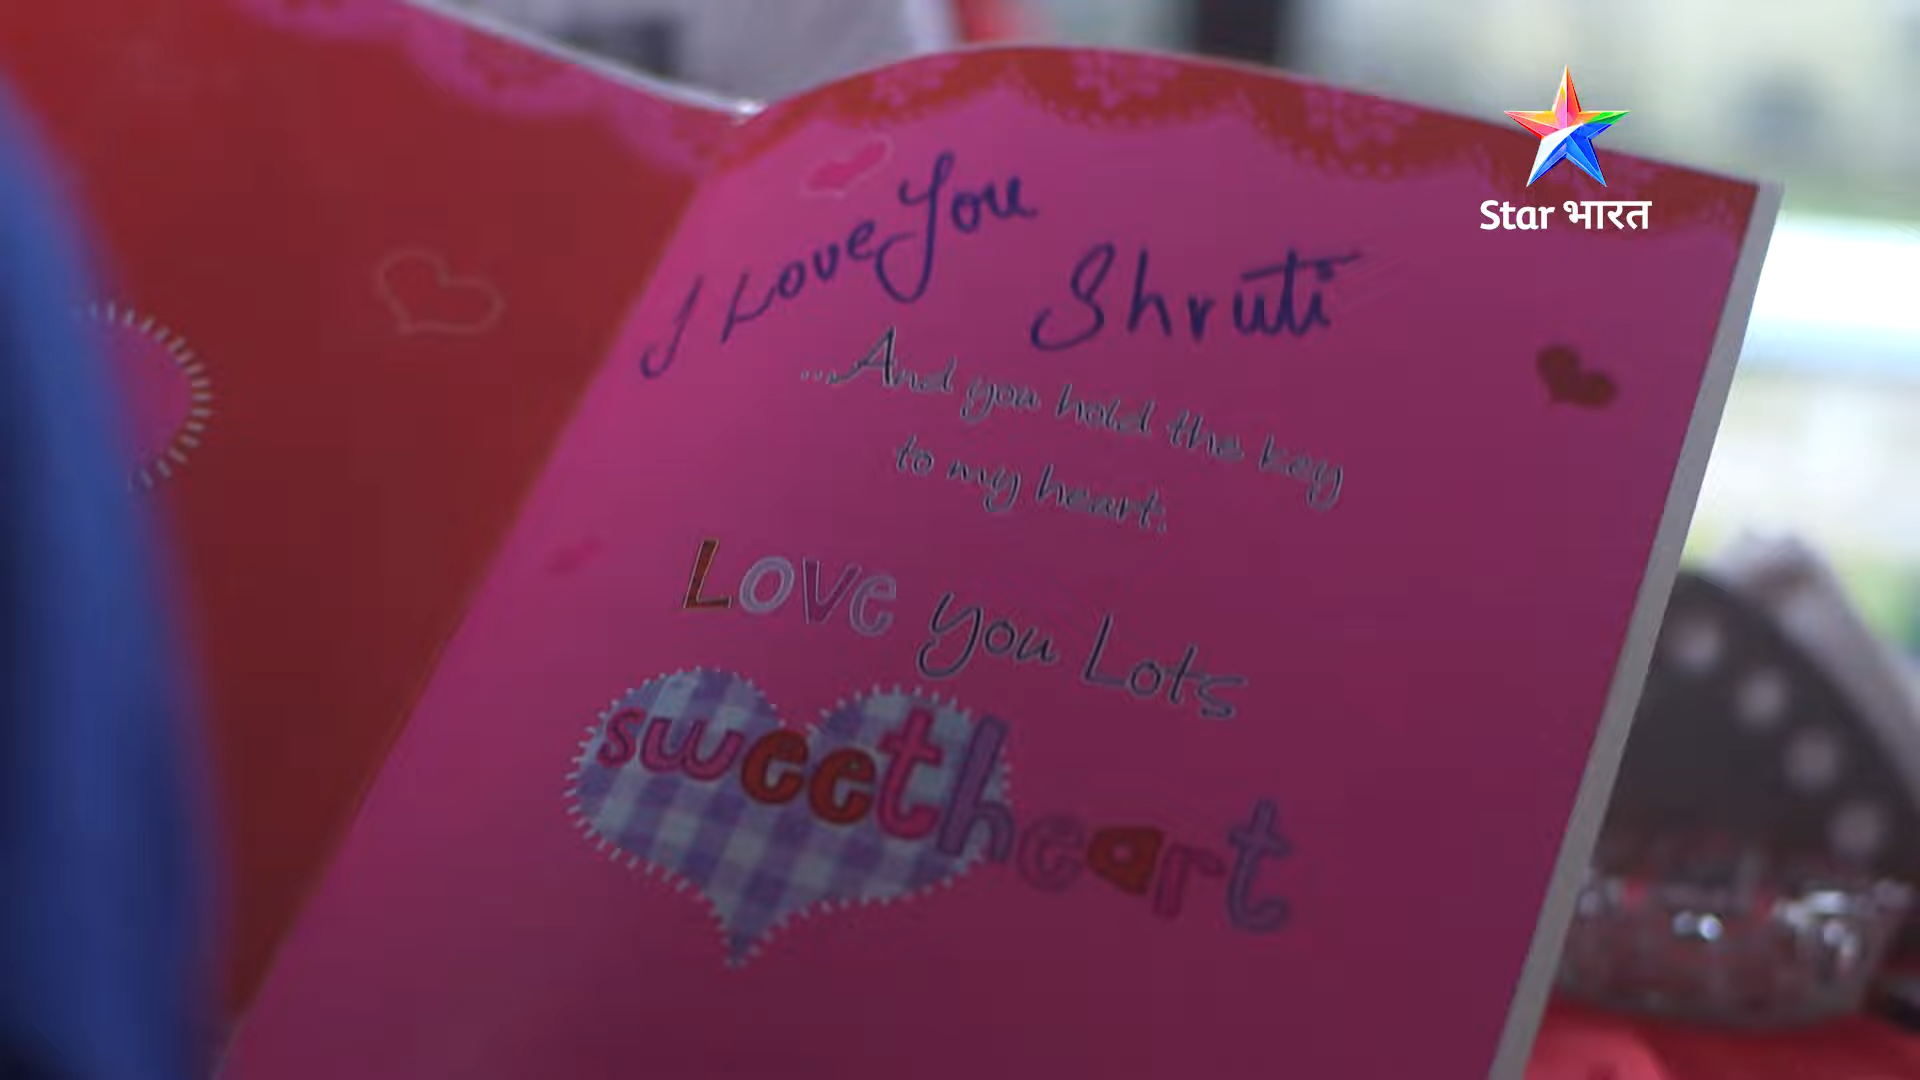 I Love You
Shruti
...And you hold the key
to my heart.
Love you Lots
sweetheart
Star भारत